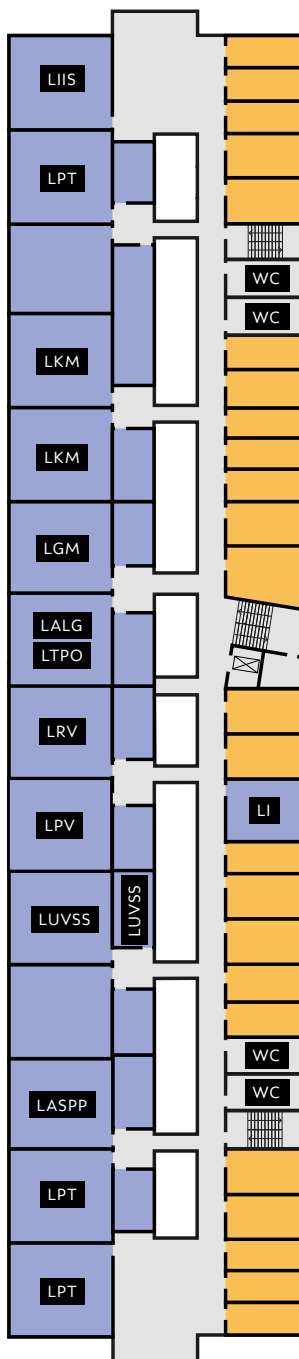 LIIS
LPT
WC
WC
LKM
LKM
LGM
LALG
LTPO
LRV
LPV
LI
LUVSS
LUVSS
WC
WC
LASPP
LPT
LPT